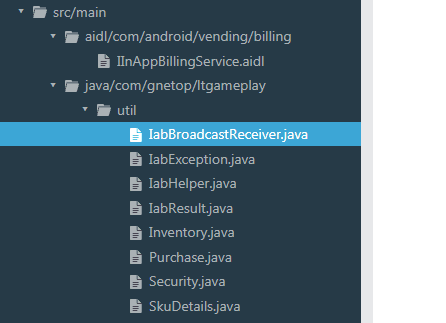 src/main
aidl/com/android/vending/billing
IInAppBillingService.aidl
java/com/gnetop/ltgameplay
util
IabBroadcastReceiver.java
IabException.java
IabHelper.java
IabResult.java
Inventory.java
Purchase.java
Security.java
SkuDetails.java